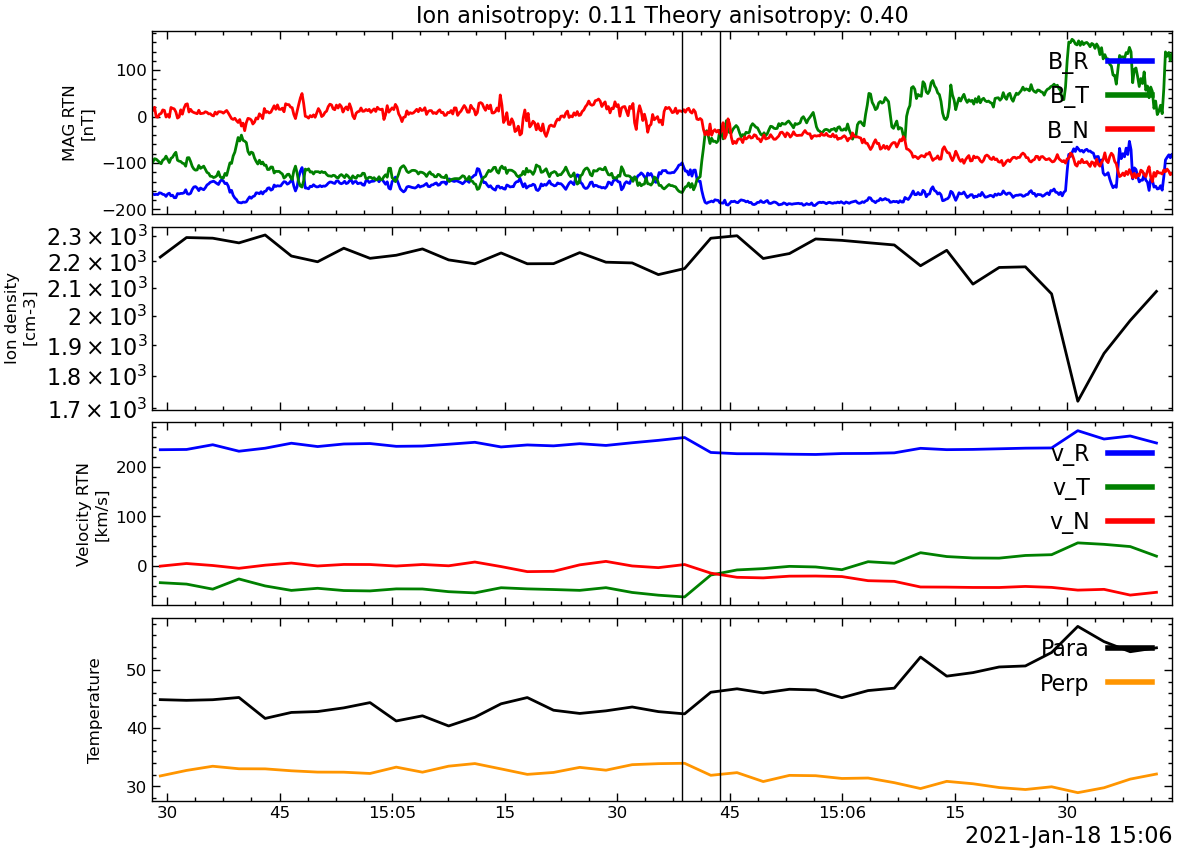 Ion anisotropy: 0.11 Theory anisotropy: 0.40
MAG RTN
[nT]
100
0
−100
−200
B_R
B_T
B_N
Ion density
[cm-3]
2.3 × 10³
2.2 × 10³
2.1 × 10³
2 × 10³
1.9 × 10³
1.8 × 10³
1.7 × 10³
Velocity RTN
[km/s]
200
100
0
v_R
v_T
v_N
Temperature
50
40
30
Para
Perp
30 45 15:05 15 30 45 15:06 15 30
2021-Jan-18 15:06